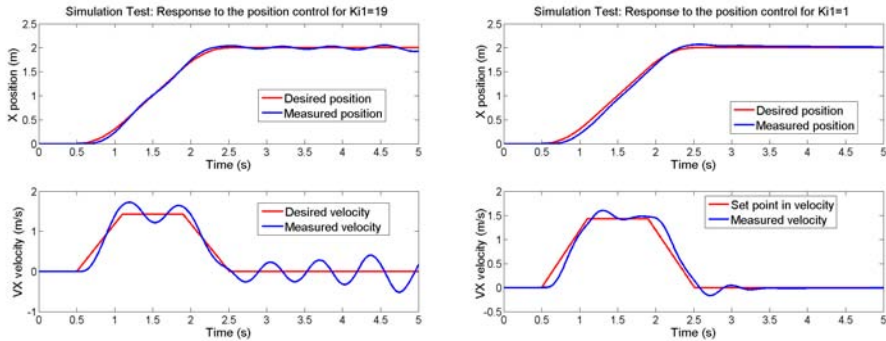 Simulation Test: Response to the position control for Ki1=19
X position (m)
2
1.5
1
0.5
0
Desired position
Measured position
0 0.5 1 1.5 2 2.5 3 3.5 4 4.5 5
Time (s)
VX velocity (m/s)
2
1
0
-1
Desired velocity
Measured velocity
0 0.5 1 1.5 2 2.5 3 3.5 4 4.5 5
Time (s)
Simulation Test: Response to the position control for Ki1=1
X position (m)
2
1.5
1
0.5
0
Desired position
Measured position
0 0.5 1 1.5 2 2.5 3 3.5 4 4.5 5
Time (s)
VX velocity (m/s)
2
1.5
1
0.5
0
-0.5
Set point in velocity
Measured velocity
0 0.5 1 1.5 2 2.5 3 3.5 4 4.5 5
Time (s)